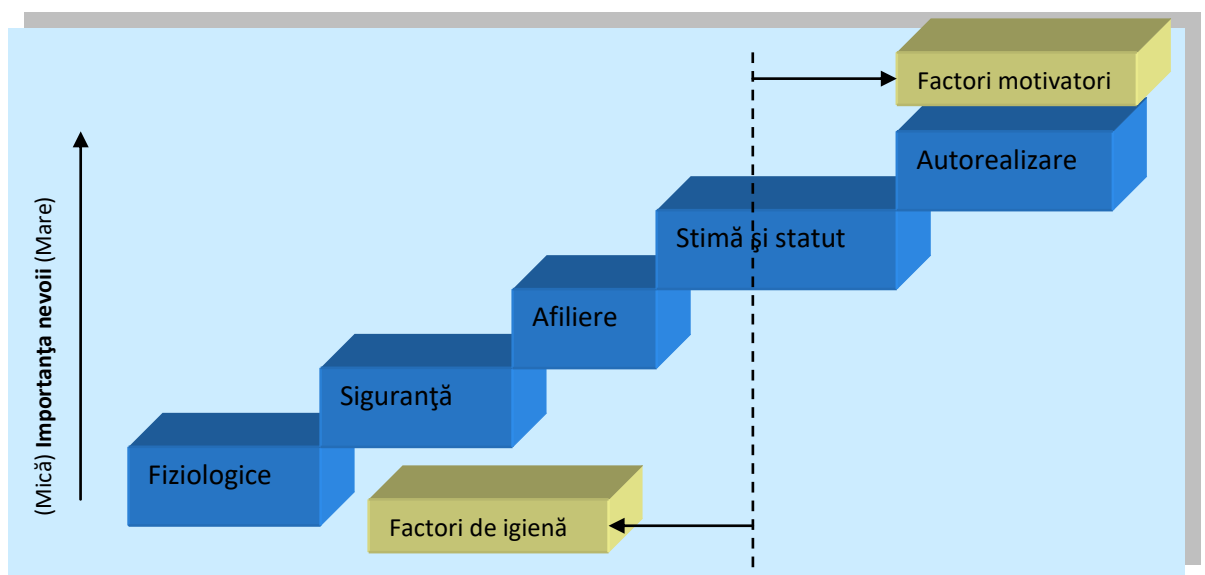 Factori motivatori
Autorealizare
Stimă şi statut
Afiliere
Siguranţă
Fiziologice
Factori de igienă
(Mică) Importanţa nevoii (Mare)